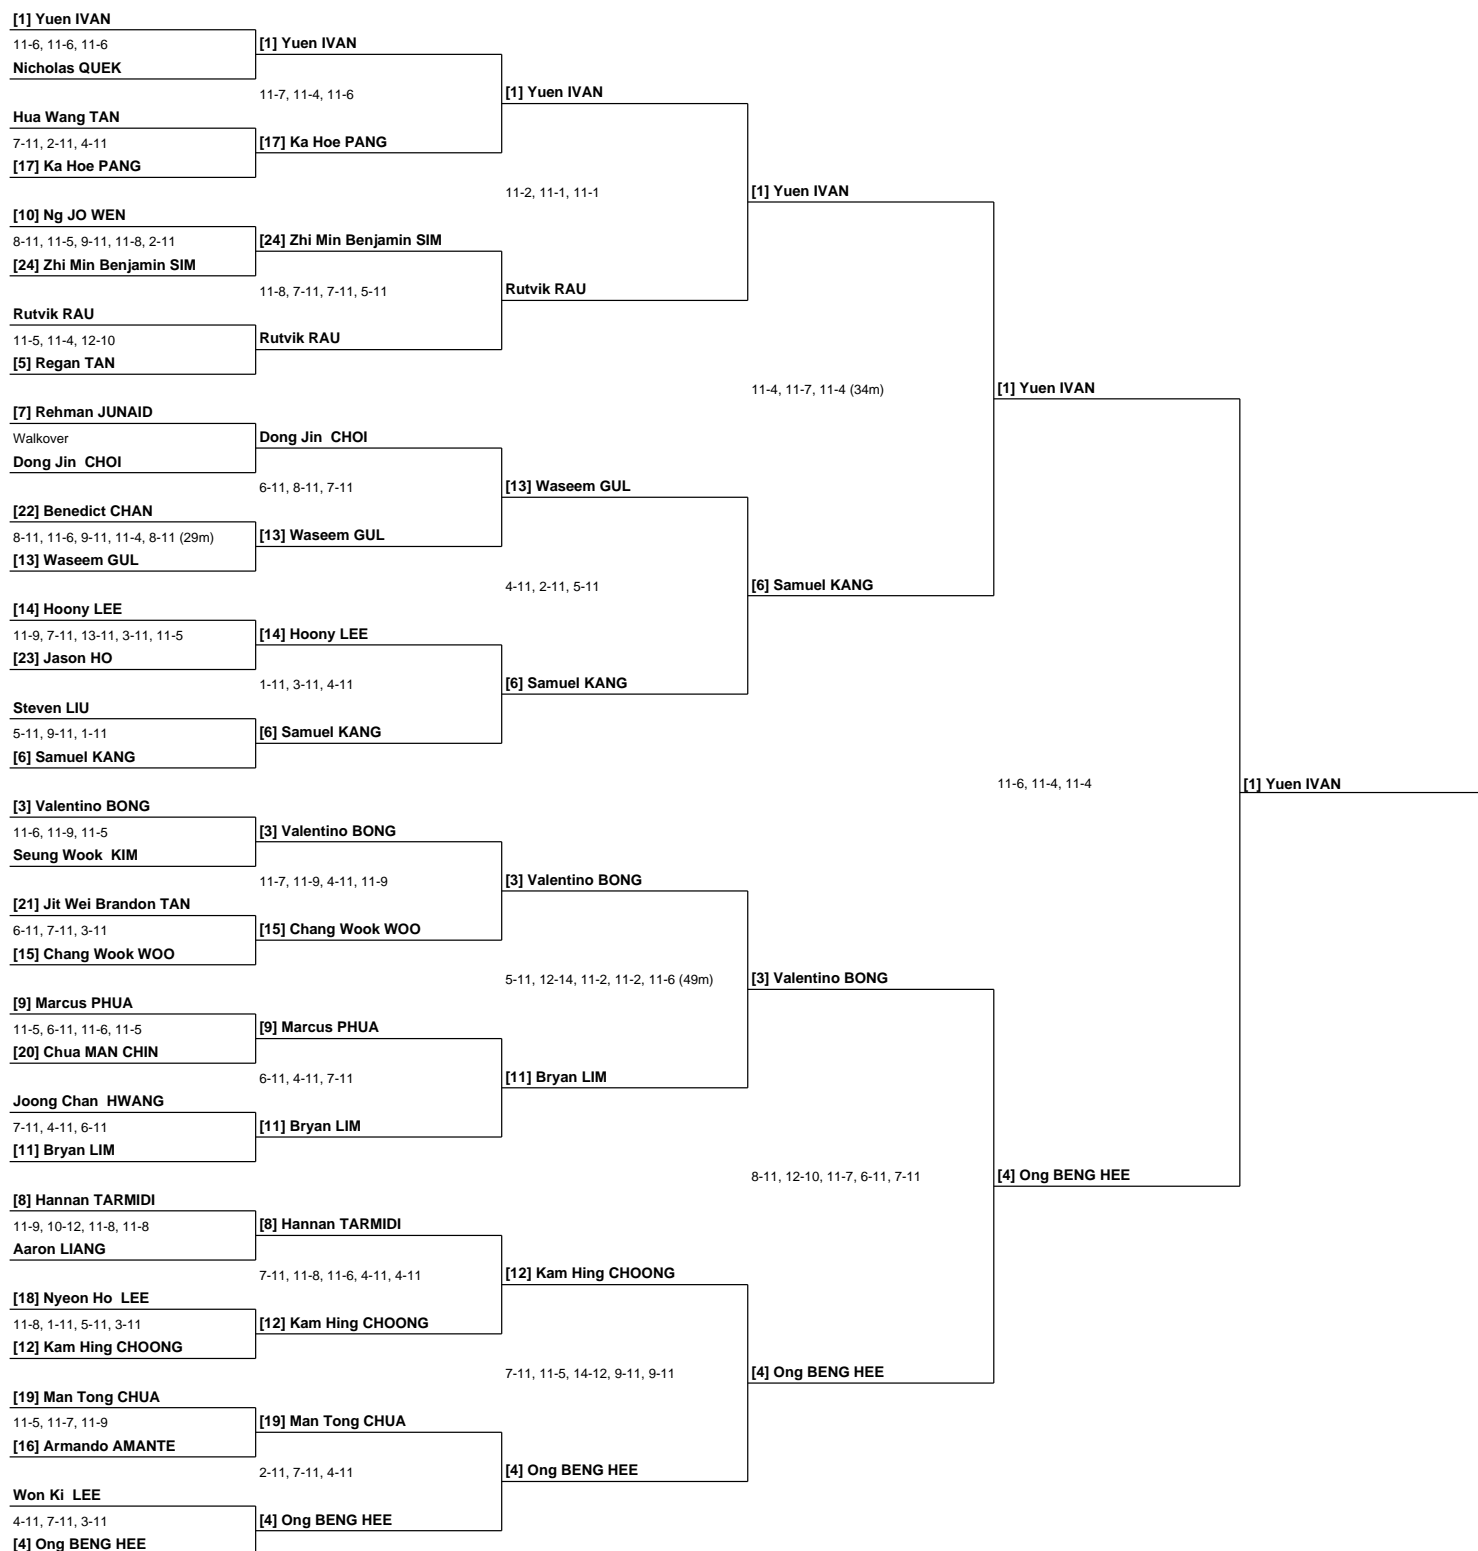 [1] Yuen IVAN
11-6, 11-6, 11-6
[1] Yuen IVAN
Nicholas QUEK
11-7, 11-4, 11-6
[1] Yuen IVAN
Hua Wang TAN
7-11, 2-11, 4-11
[17] Ka Hoe PANG
[17] Ka Hoe PANG
11-2, 11-1, 11-1
[1] Yuen IVAN
[10] Ng JO WEN
8-11, 11-5, 9-11, 11-8, 2-11
[24] Zhi Min Benjamin SIM
[24] Zhi Min Benjamin SIM
11-8, 7-11, 7-11, 5-11
Rutvik RAU
Rutvik RAU
11-5, 11-4, 12-10
Rutvik RAU
[5] Regan TAN
11-4, 11-7, 11-4 (34m)
[1] Yuen IVAN
[7] Rehman JUNAID
Walkover
Dong Jin CHOI
Dong Jin CHOI
6-11, 8-11, 7-11
[13] Waseem GUL
[22] Benedict CHAN
8-11, 11-6, 9-11, 11-4, 8-11 (29m)
[13] Waseem GUL
[13] Waseem GUL
4-11, 2-11, 5-11
[6] Samuel KANG
[14] Hoony LEE
11-9, 7-11, 13-11, 3-11, 11-5
[14] Hoony LEE
[23] Jason HO
1-11, 3-11, 4-11
[6] Samuel KANG
Steven LIU
5-11, 9-11, 1-11
[6] Samuel KANG
[6] Samuel KANG
11-6, 11-4, 11-4
[1] Yuen IVAN
[3] Valentino BONG
11-6, 11-9, 11-5
[3] Valentino BONG
Seung Wook KIM
11-7, 11-9, 4-11, 11-9
[3] Valentino BONG
[21] Jit Wei Brandon TAN
6-11, 7-11, 3-11
[15] Chang Wook WOO
[15] Chang Wook WOO
5-11, 12-14, 11-2, 11-2, 11-6 (49m)
[3] Valentino BONG
[9] Marcus PHUA
11-5, 6-11, 11-6, 11-5
[9] Marcus PHUA
[20] Chua MAN CHIN
6-11, 4-11, 7-11
[11] Bryan LIM
Joong Chan HWANG
7-11, 4-11, 6-11
[11] Bryan LIM
[11] Bryan LIM
8-11, 12-10, 11-7, 6-11, 7-11
[4] Ong BENG HEE
[8] Hannan TARMIDI
11-9, 10-12, 11-8, 11-8
[8] Hannan TARMIDI
Aaron LIANG
7-11, 11-8, 11-6, 4-11, 4-11
[12] Kam Hing CHOONG
[18] Nyeon Ho LEE
11-8, 1-11, 5-11, 3-11
[12] Kam Hing CHOONG
[12] Kam Hing CHOONG
7-11, 11-5, 14-12, 9-11, 9-11
[4] Ong BENG HEE
[19] Man Tong CHUA
11-5, 11-7, 11-9
[19] Man Tong CHUA
[16] Armando AMANTE
2-11, 7-11, 4-11
[4] Ong BENG HEE
Won Ki LEE
4-11, 7-11, 3-11
[4] Ong BENG HEE
[4] Ong BENG HEE